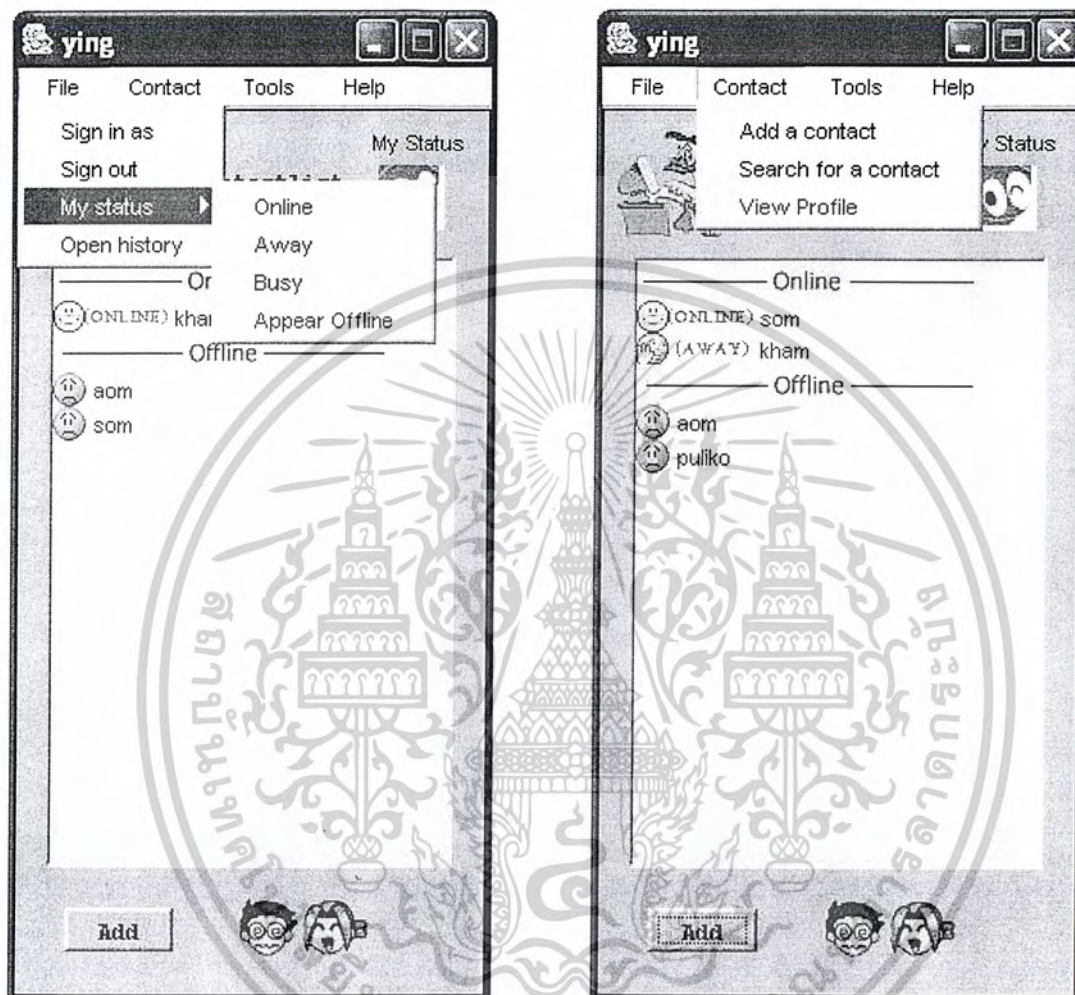 ying
File Contact Tools Help
Sign in as
My Status
Sign out
My status
Online
Open history
Away
Busy
Appear Offline
(ONLINE)
Offline
aom
som
Add
ying
File Contact Tools Help
Add a contact
Status
Search for a contact
View Profile
Online
(ONLINE) som
(AWAY) kham
Offline
aom
puliko
Add